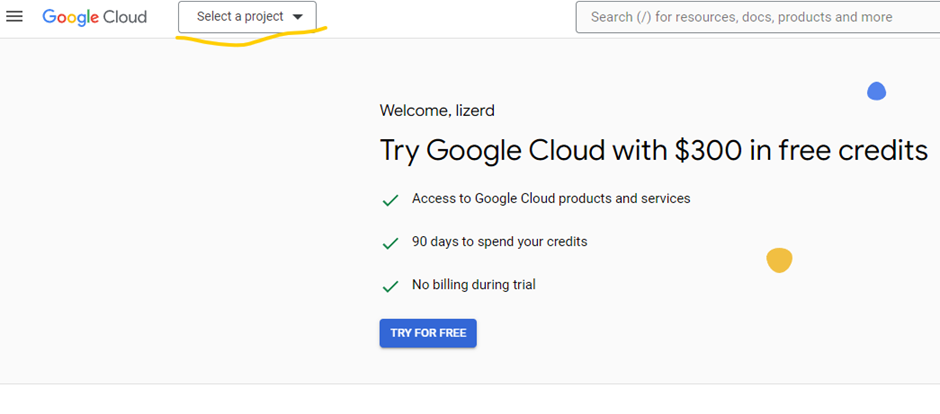 Google Cloud
Select a project
Search (/) for resources, docs, products and more
Welcome, lizerd
Try Google Cloud with $300 in free credits
Access to Google Cloud products and services
90 days to spend your credits
No billing during trial
TRY FOR FREE